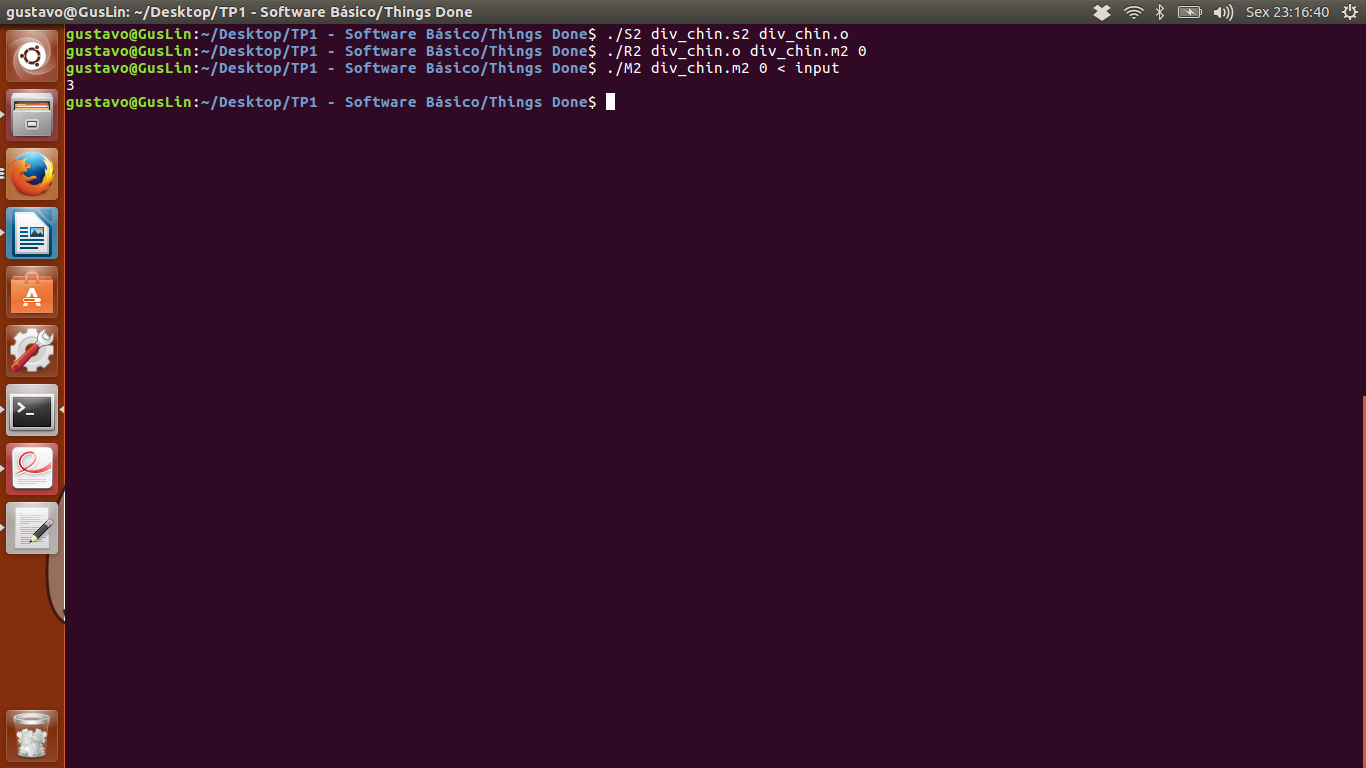 gustavo@GusLin: ~/Desktop/TP1 - Software Básico/Things Done
Sex 23:16:40
gustavo@GusLin:~/Desktop/TP1 - Software Básico/Things Done$ ./S2 div_chin.s2 div_chin.o
gustavo@GusLin:~/Desktop/TP1 - Software Básico/Things Done$ ./R2 div_chin.o div_chin.m2 0
gustavo@GusLin:~/Desktop/TP1 - Software Básico/Things Done$ ./M2 div_chin.m2 0 < input
3
gustavo@GusLin:~/Desktop/TP1 - Software Básico/Things Done$